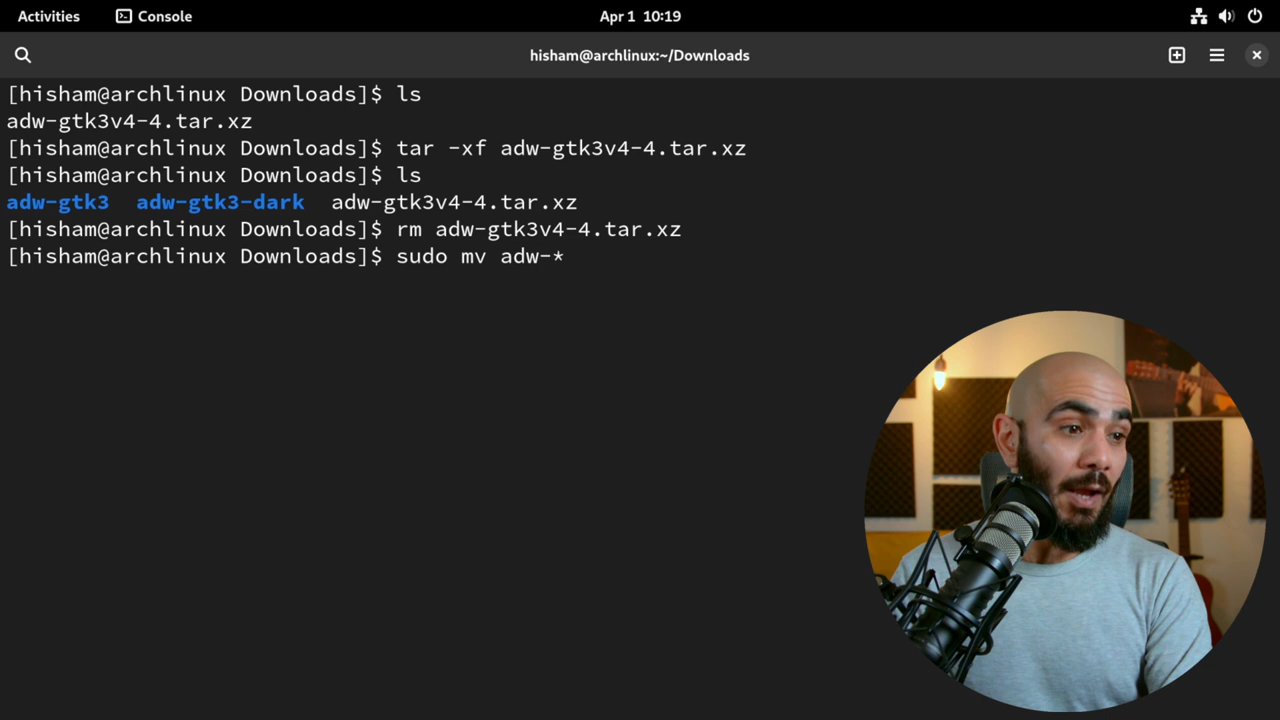 Activities Console Apr 1 10:19
hisham@archlinux:~/Downloads
[hisham@archlinux Downloads]$ ls
adw-gtk3v4-4.tar.xz
[hisham@archlinux Downloads]$ tar -xf adw-gtk3v4-4.tar.xz
[hisham@archlinux Downloads]$ ls
adw-gtk3 adw-gtk3-dark adw-gtk3v4-4.tar.xz
[hisham@archlinux Downloads]$ rm adw-gtk3v4-4.tar.xz
[hisham@archlinux Downloads]$ sudo mv adw-*